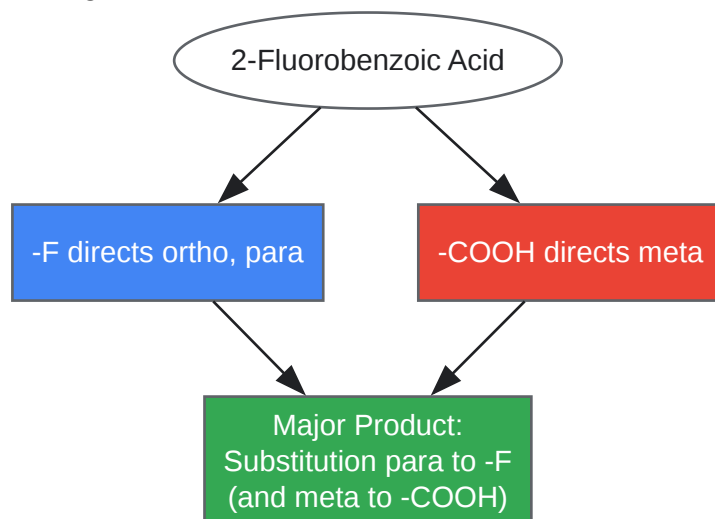 2-Fluorobenzoic Acid
-F directs ortho, para
-COOH directs meta
Major Product:
Substitution para to -F
(and meta to -COOH)